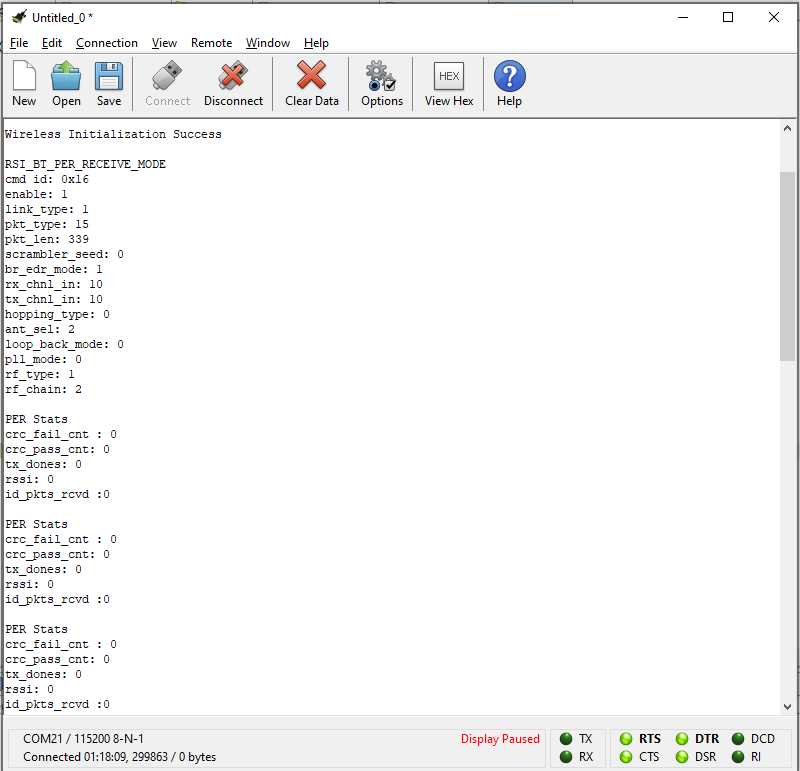 Untitled_0 *
File Edit Connection View Remote Window Help
New Open Save Connect Disconnect Clear Data Options HEX View Hex ? Help
Wireless Initialization Success
RSI_BT_PER_RECEIVE_MODE
cmd id: 0x16
enable: 1
link_type: 1
pkt_type: 15
pkt_len: 339
scrambler_seed: 0
br_edr_mode: 1
rx_chnl_in: 10
tx_chnl_in: 10
hopping_type: 0
ant_sel: 2
loop_back_mode: 0
pll_mode: 0
rf_type: 1
rf_chain: 2
PER Stats
crc_fail_cnt : 0
crc_pass_cnt: 0
tx_dones: 0
rssi: 0
id_pkts_rcvd :0
PER Stats
crc_fail_cnt : 0
crc_pass_cnt: 0
tx_dones: 0
rssi: 0
id_pkts_rcvd :0
PER Stats
crc_fail_cnt : 0
crc_pass_cnt: 0
tx_dones: 0
rssi: 0
id_pkts_rcvd :0
COM21 / 115200 8-N-1 Display Paused TX RTS DTR DCD
Connected 01:18:09, 299863 / 0 bytes RX CTS DSR RI